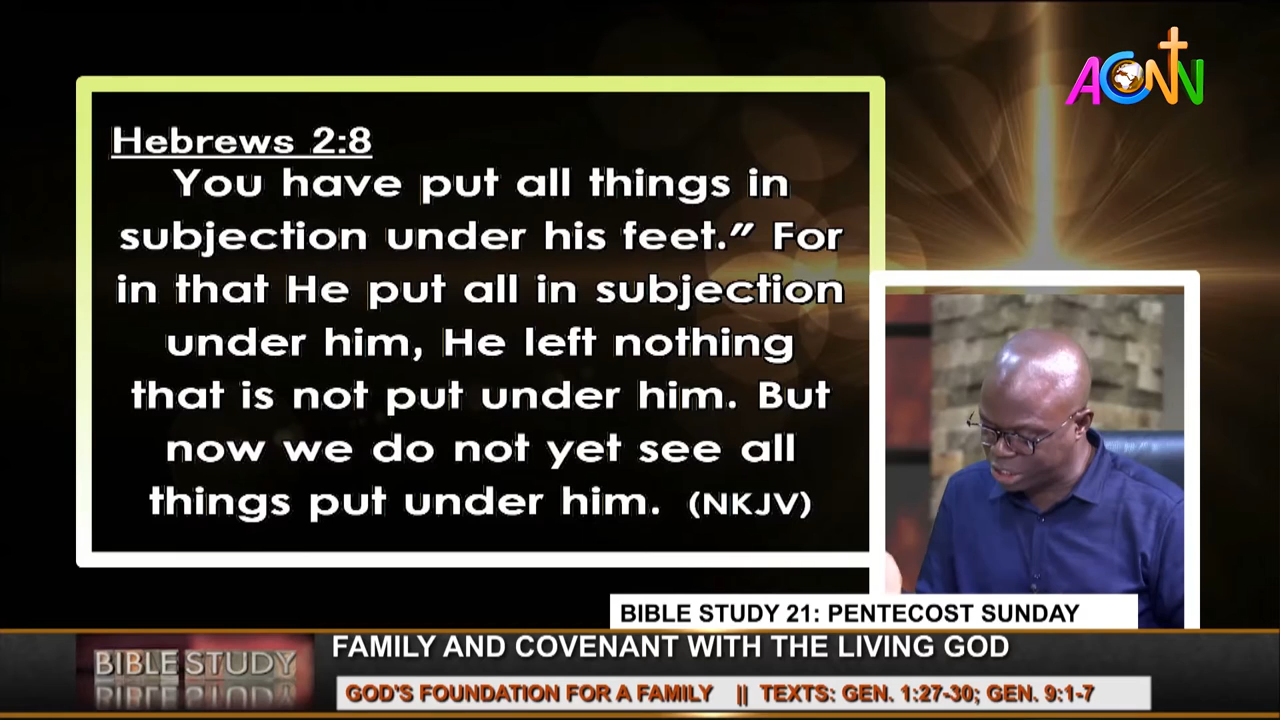 ACNN
Hebrews 2:8
You have put all things in
subjection under his feet.” For
in that He put all in subjection
under him, He left nothing
that is not put under him. But
now we do not yet see all
things put under him. (NKJV)
BIBLE STUDY 21: PENTECOST SUNDAY
BIBLE STUDY
FAMILY AND COVENANT WITH THE LIVING GOD
GOD'S FOUNDATION FOR A FAMILY || TEXTS: GEN. 1:27-30; GEN. 9:1-7